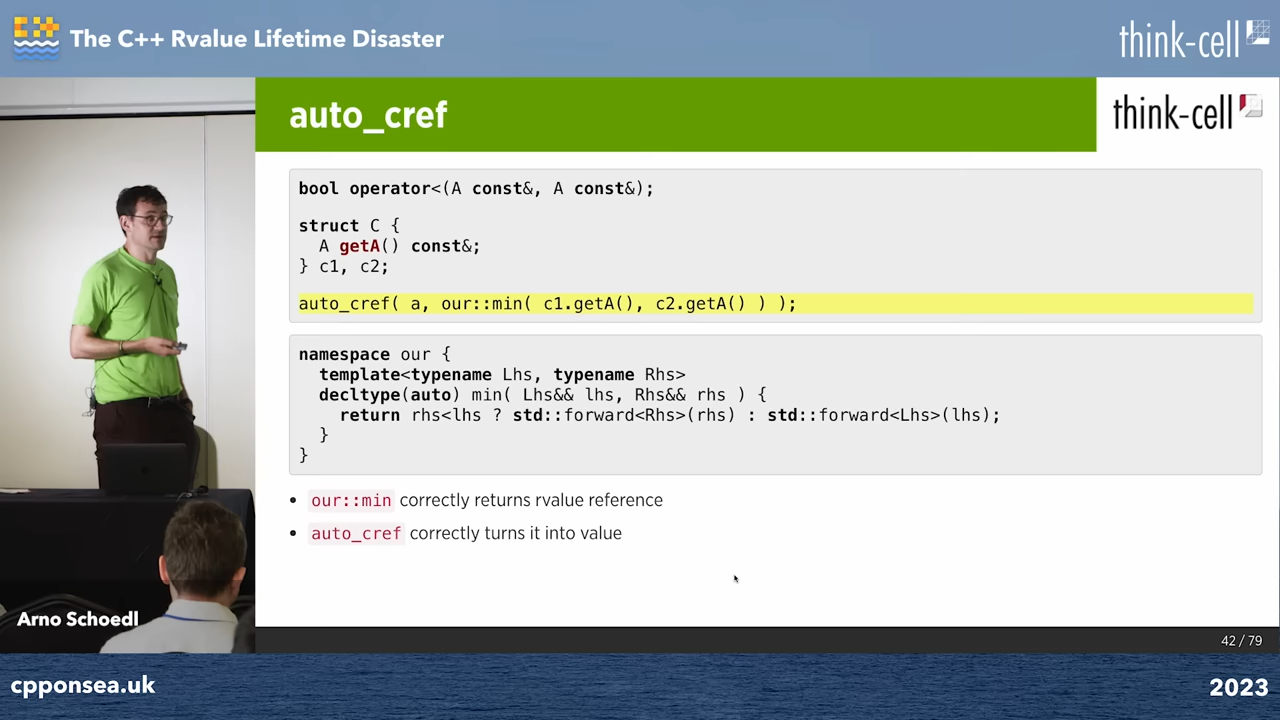 The C++ Rvalue Lifetime Disaster
think-cell
auto_cref
think-cell
bool operator<(A const&, A const&);
struct C {
A getA() const&;
} c1, c2;
auto_cref( a, our::min( c1.getA(), c2.getA() ) );
namespace our {
template<typename Lhs, typename Rhs>
decltype(auto) min( Lhs&& lhs, Rhs&& rhs ) {
return rhs<lhs ? std::forward<Rhs>(rhs) : std::forward<Lhs>(lhs);
}
}
• our::min correctly returns rvalue reference
• auto_cref correctly turns it into value
Arno Schoedl
42 / 79
cpponsea.uk
2023